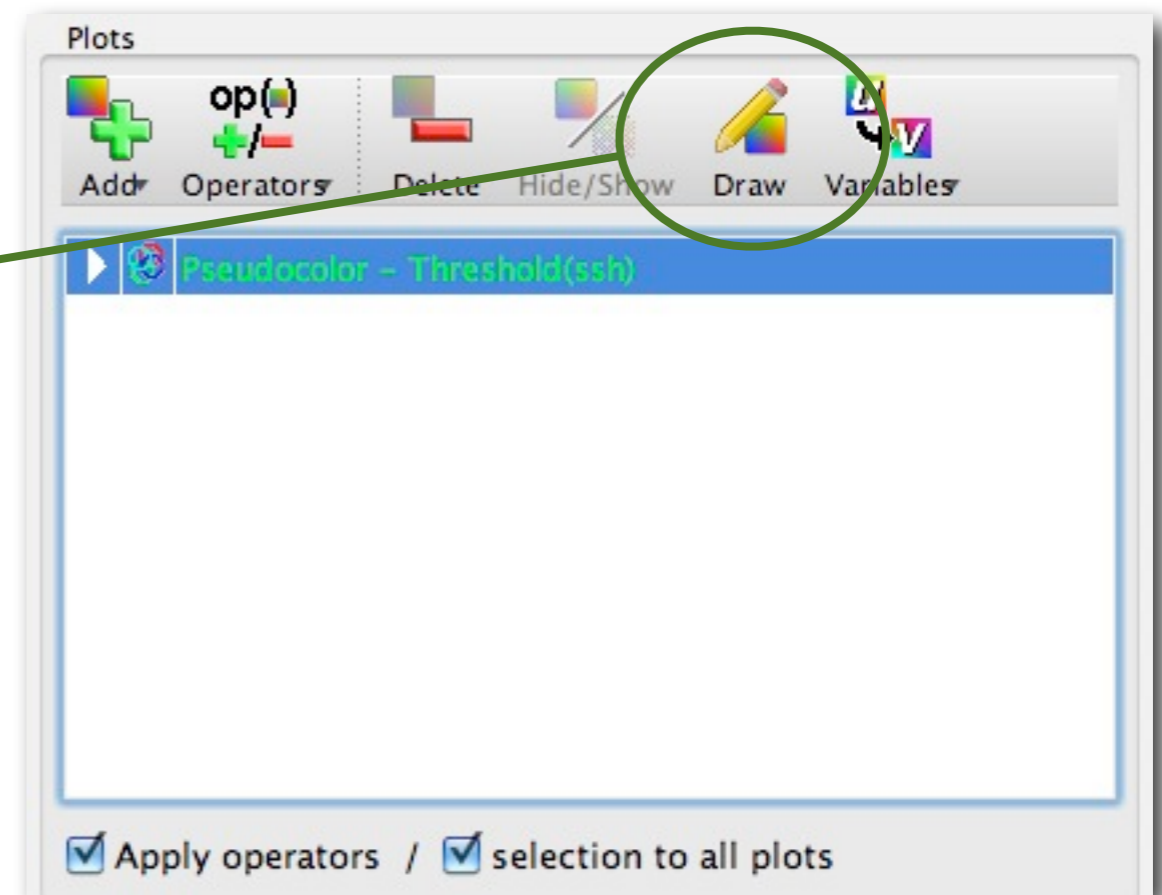 Plots
op( )
+/-
Add Operators Delete Hide/Show Draw Variables
u
v
Pseudocolor - Threshold(ssh)
Apply operators / selection to all plots